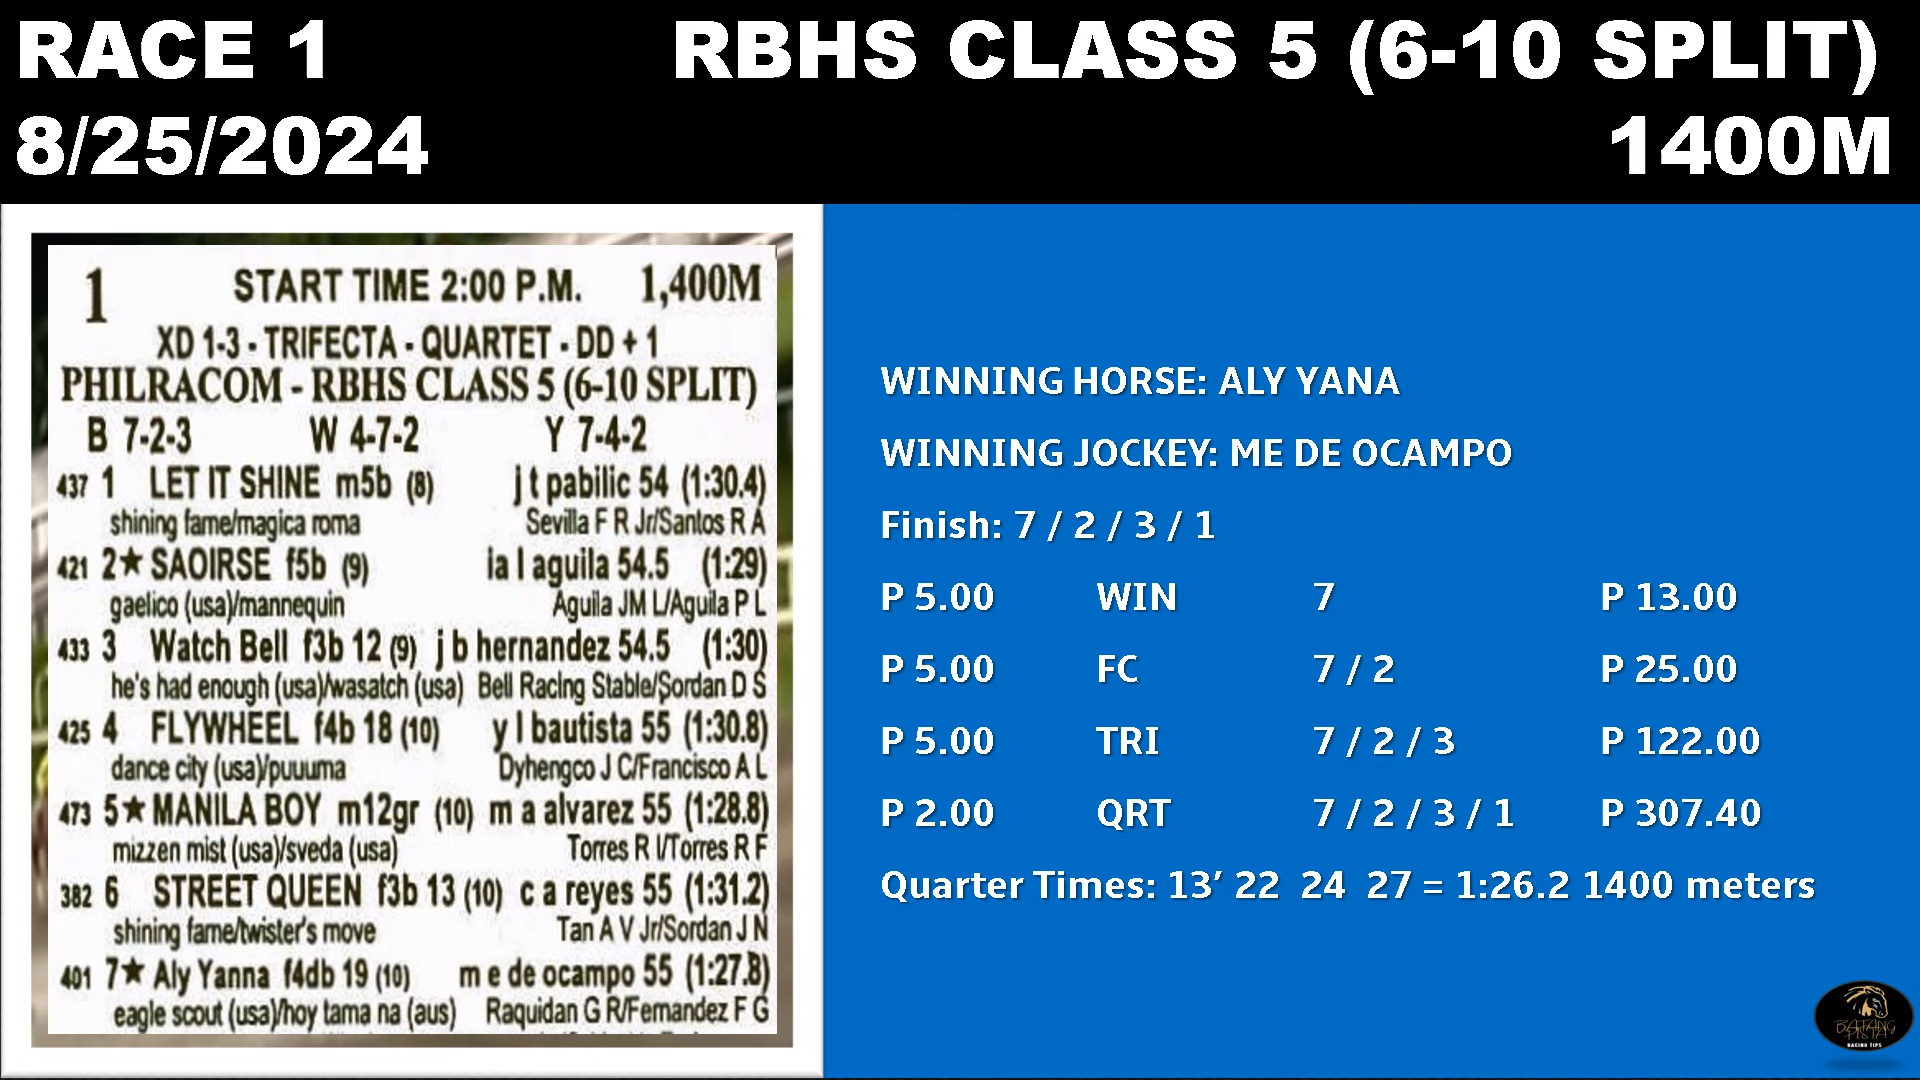 RACE 1
8/25/2024
RBHS CLASS 5 (6-10 SPLIT)
1400M
1 START TIME 2:00 P.M. 1,400M
XD 1-3 - TRIFECTA - QUARTET - DD + 1
PHILRACOM - RBHS CLASS 5 (6-10 SPLIT)
B 7-2-3 W 4-7-2 Y 7-4-2
437 1 LET IT SHINE m5b (8) j t pabilic 54 (1:30.4)
shining fame/magica roma Sevilla F R Jr/Santos R A
421 2★ SAOIRSE f5b (9) ia l aguila 54.5 (1:29)
gaelico (usa)/mannequin Aguila JM L/Aguila P L
433 3 Watch Bell f3b 12 (9) j b hernandez 54.5 (1:30)
he's had enough (usa)/wasatch (usa) Bell Racing Stable/Sordan D S
425 4 FLYWHEEL f4b 18 (10) y l bautista 55 (1:30.8)
dance city (usa)/puuuma Dyhengco J C/Francisco A L
473 5★ MANILA BOY m12gr (10) m a alvarez 55 (1:28.8)
mizzen mist (usa)/sveda (usa) Torres R I/Torres R F
382 6 STREET QUEEN f3b 13 (10) c a reyes 55 (1:31.2)
shining fame/twister's move Tan A V Jr/Sordan J N
401 7★ Aly Yanna f4db 19 (10) m e de ocampo 55 (1:27.8)
eagle scout (usa)/hoy tama na (aus) Raquidan G R/Fernandez F G
WINNING HORSE: ALY YANA
WINNING JOCKEY: ME DE OCAMPO
Finish: 7 / 2 / 3 / 1
P 5.00 WIN 7 P 13.00
P 5.00 FC 7 / 2 P 25.00
P 5.00 TRI 7 / 2 / 3 P 122.00
P 2.00 QRT 7 / 2 / 3 / 1 P 307.40
Quarter Times: 13’ 22 24 27 = 1:26.2 1400 meters
RACING TIPS